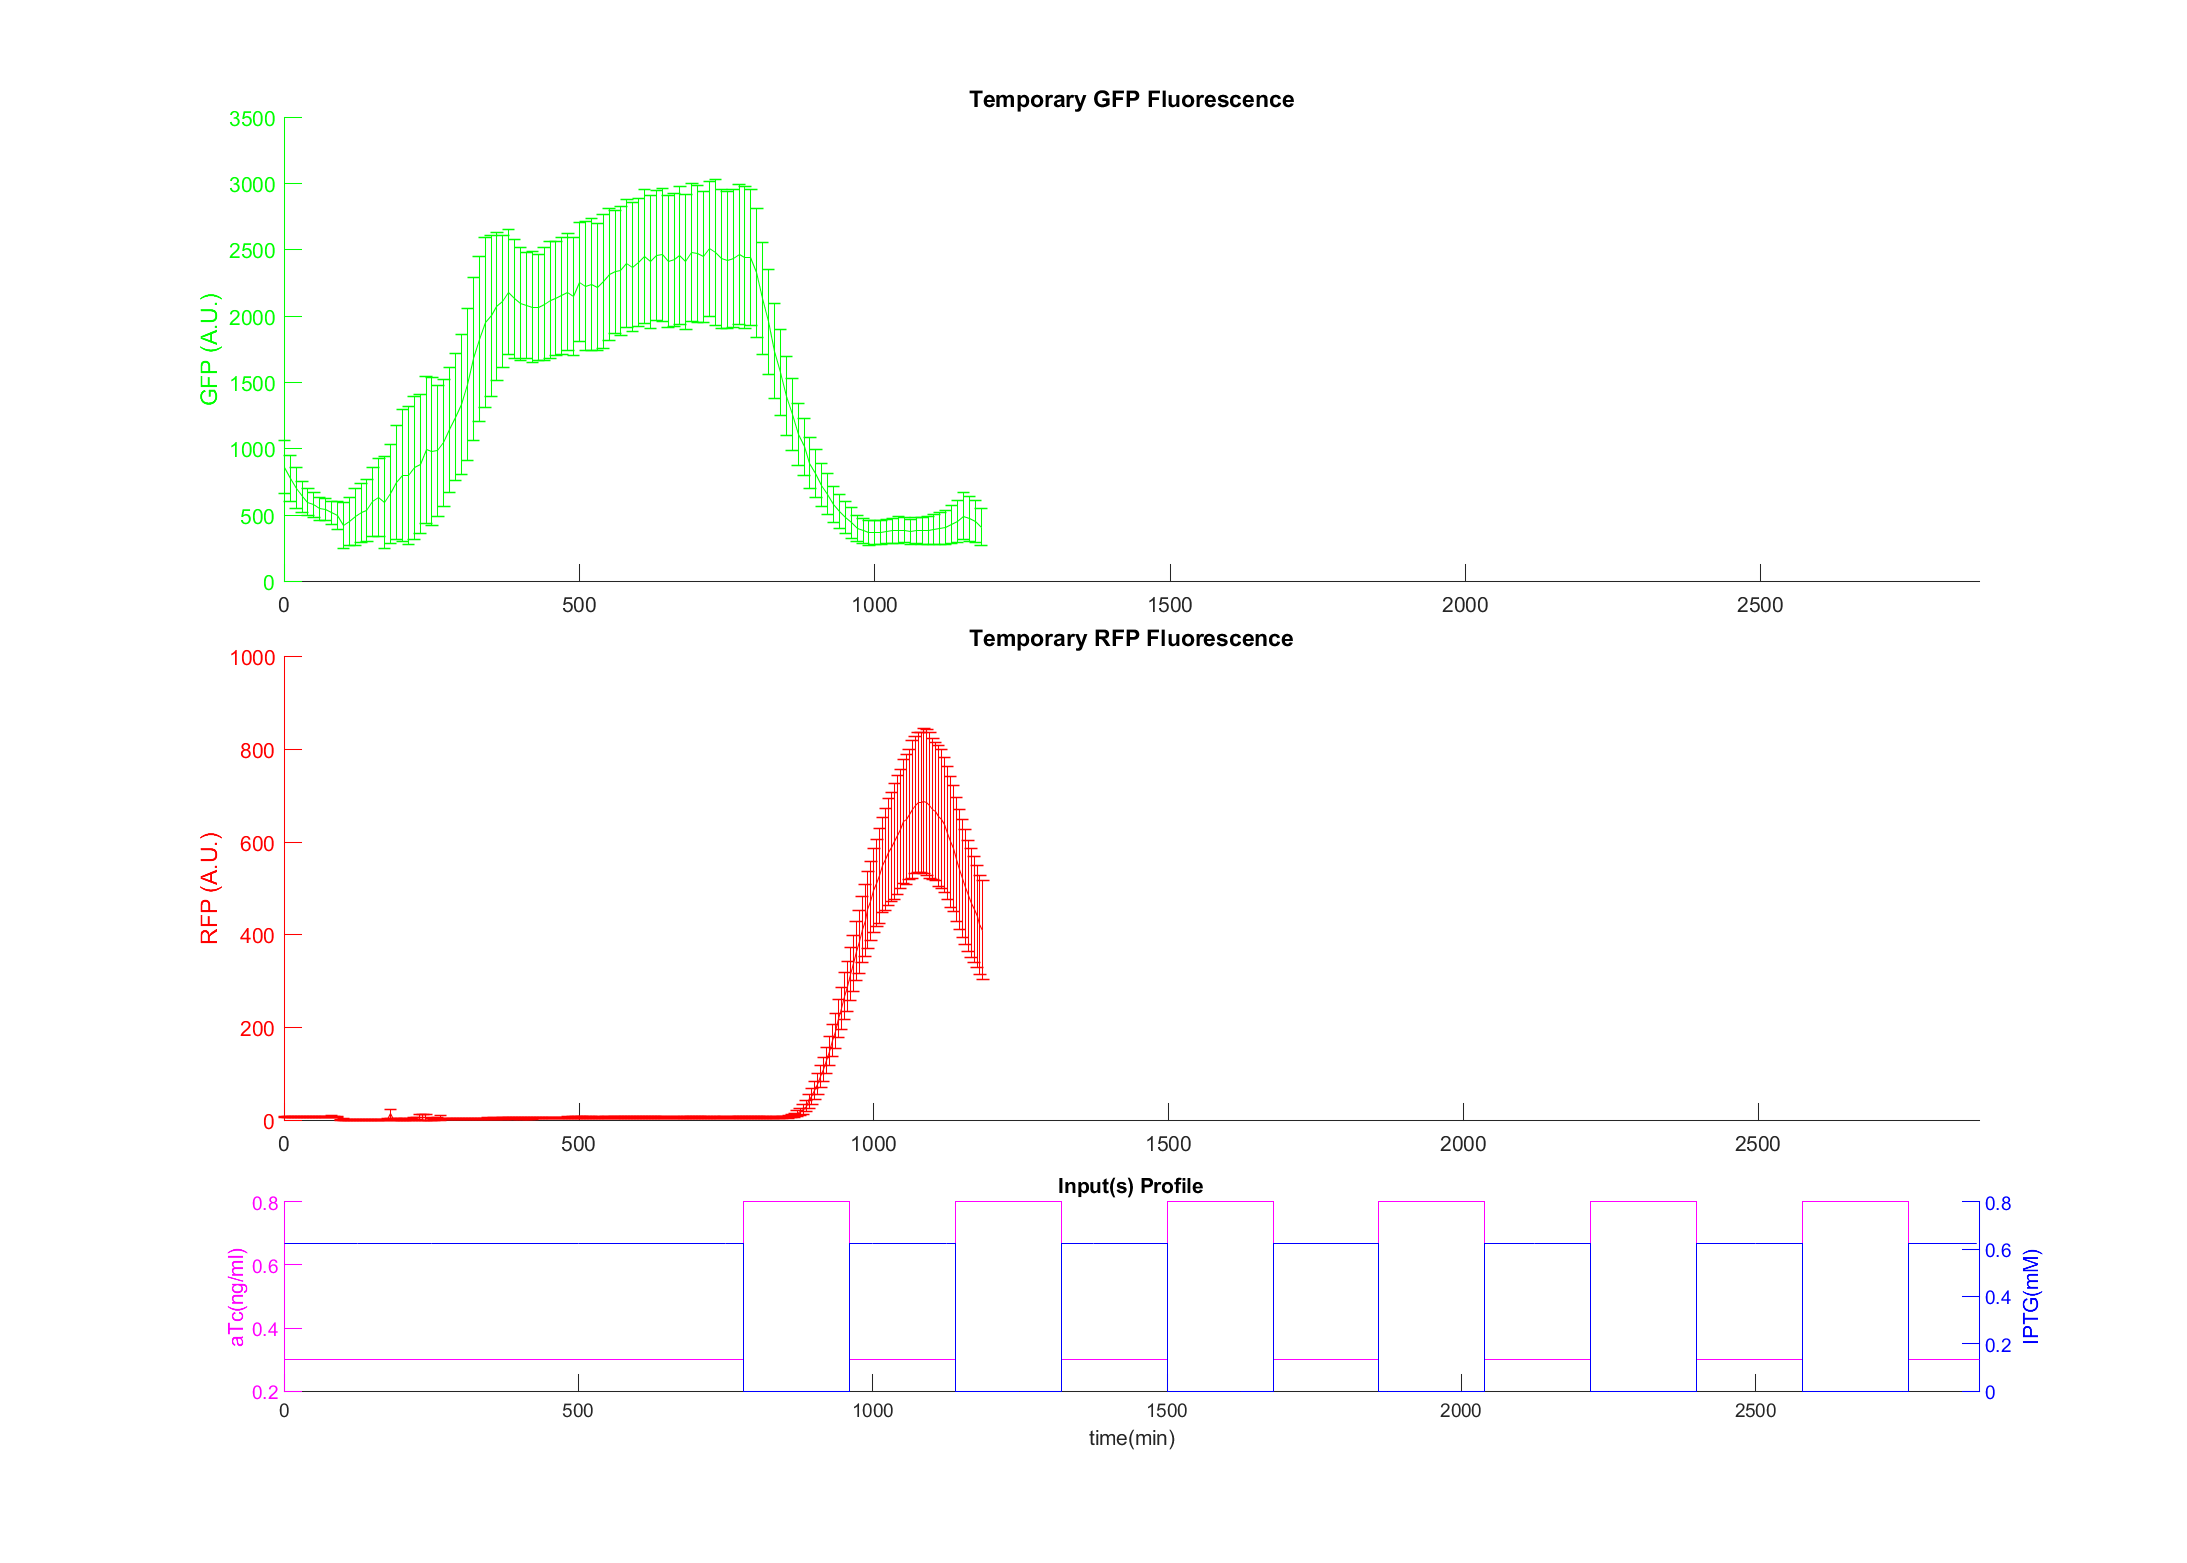 Temporary GFP Fluorescence
3500
3000
2500
2000
1500
1000
500
0
GFP (A.U.)
0 500 1000 1500 2000 2500
Temporary RFP Fluorescence
1000
800
600
400
200
0
RFP (A.U.)
0 500 1000 1500 2000 2500
Input(s) Profile
0.8
0.6
0.4
0.2
aTc(ng/ml)
0.8
0.6
0.4
0.2
0
IPTG(mM)
0 500 1000 1500 2000 2500
time(min)